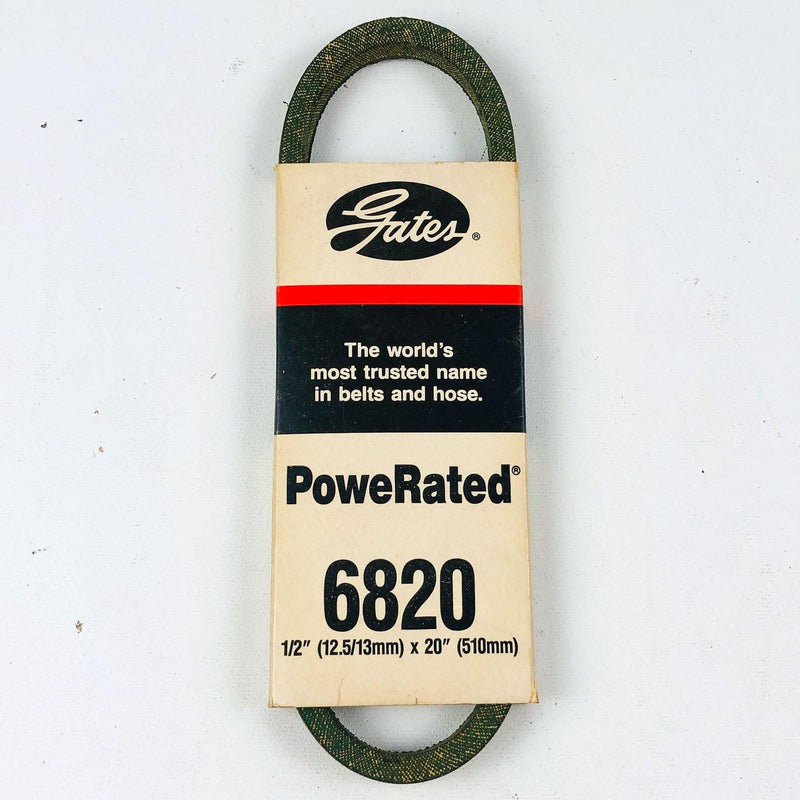 Gates®
The world's
most trusted name
in belts and hose.
PoweRated®
6820
1/2" (12.5/13mm) x 20" (510mm)